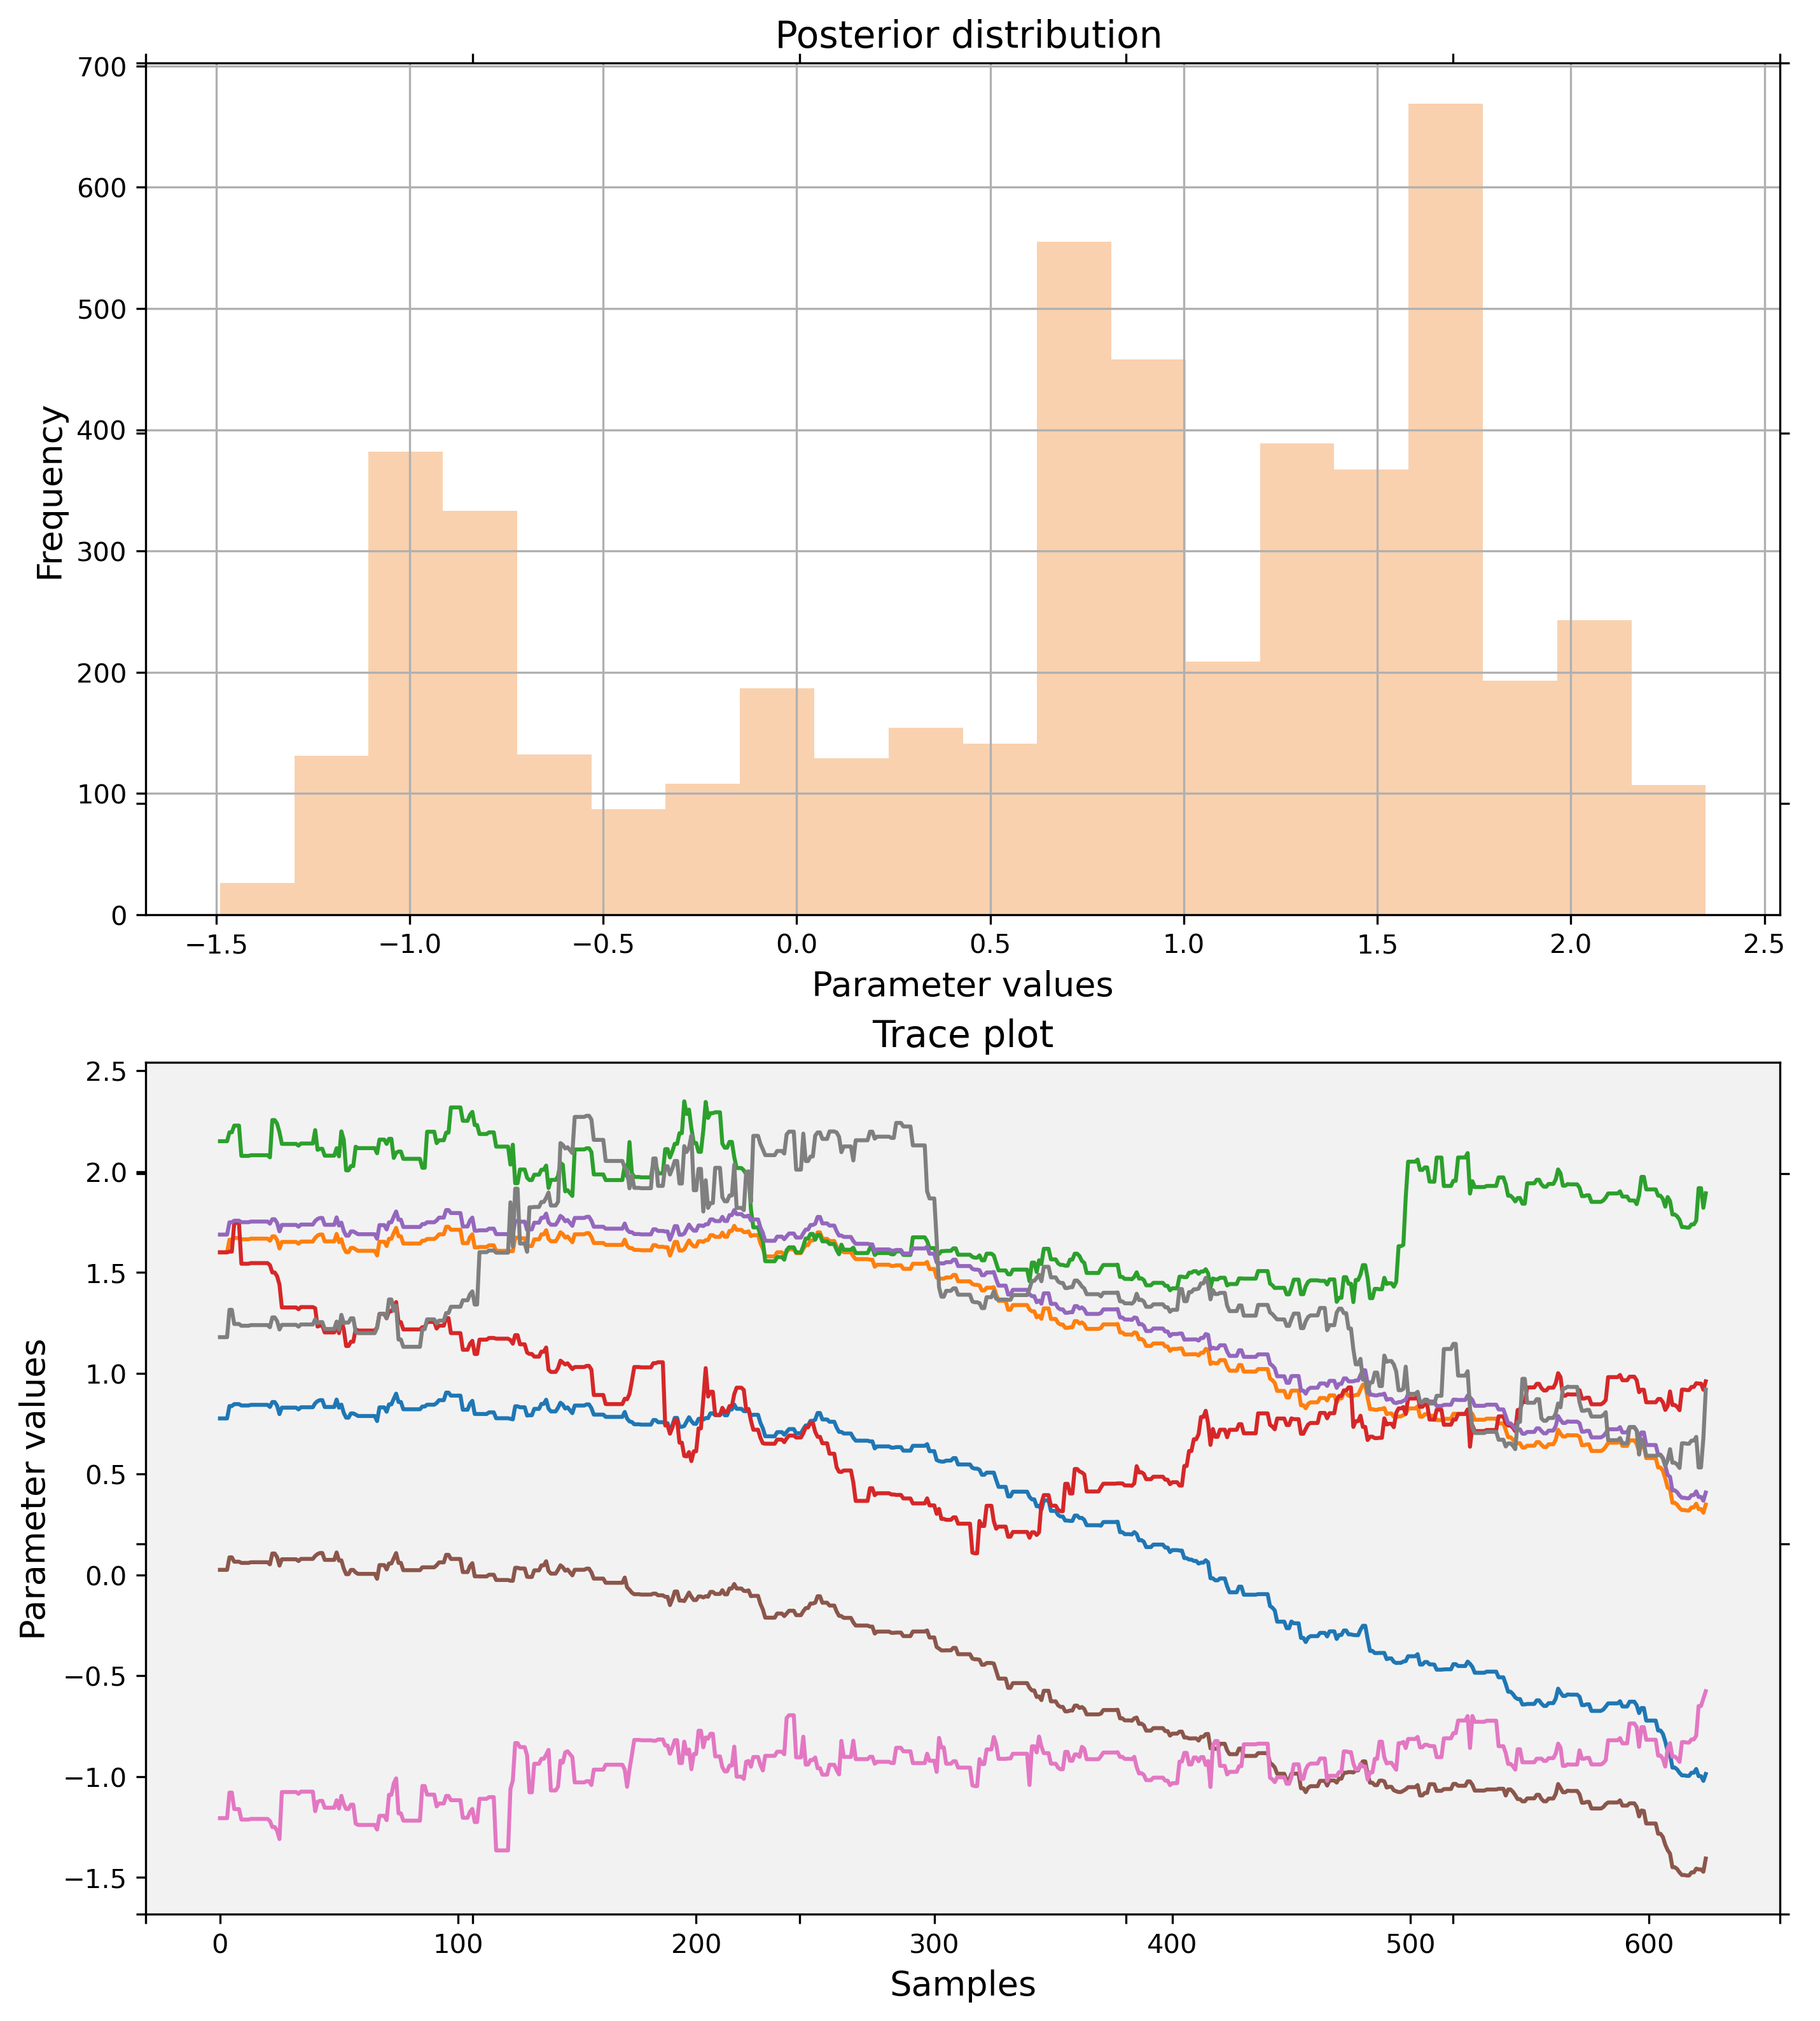 Posterior distribution
700
600
500
400
300
200
100
0
Frequency
−1.5 −1.0 −0.5 0.0 0.5 1.0 1.5 2.0 2.5
Parameter values
Trace plot
2.5
2.0
1.5
1.0
0.5
0.0
−0.5
−1.0
−1.5
Parameter values
0 100 200 300 400 500 600
Samples